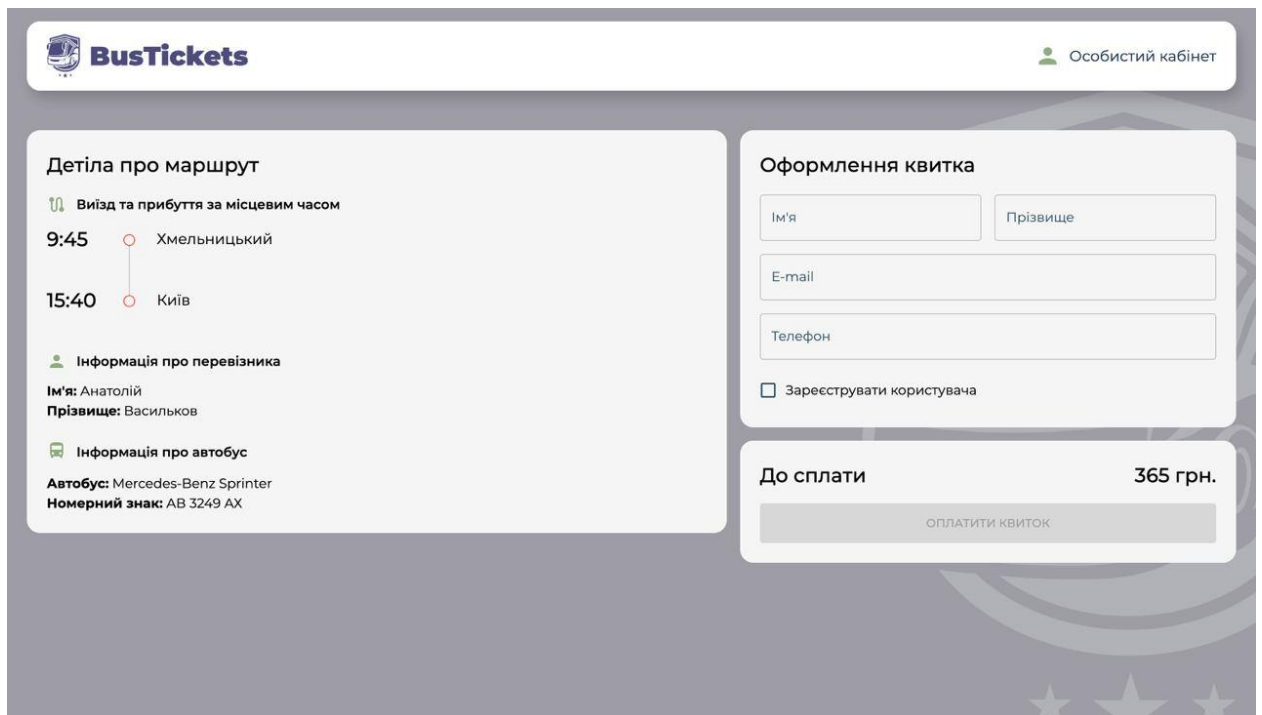 BusTickets
Особистий кабінет
Детіла про маршрут
Виїзд та прибуття за місцевим часом
9:45 Хмельницький
15:40 Київ
Інформація про перевізника
Ім'я: Анатолій
Прізвище: Васильков
Інформація про автобус
Автобус: Mercedes-Benz Sprinter
Номерний знак: AB 3249 AX
Оформлення квитка
Ім'я
Прізвище
E-mail
Телефон
Зареєструвати користувача
До сплати 365 грн.
ОПЛАТИТИ КВИТОК